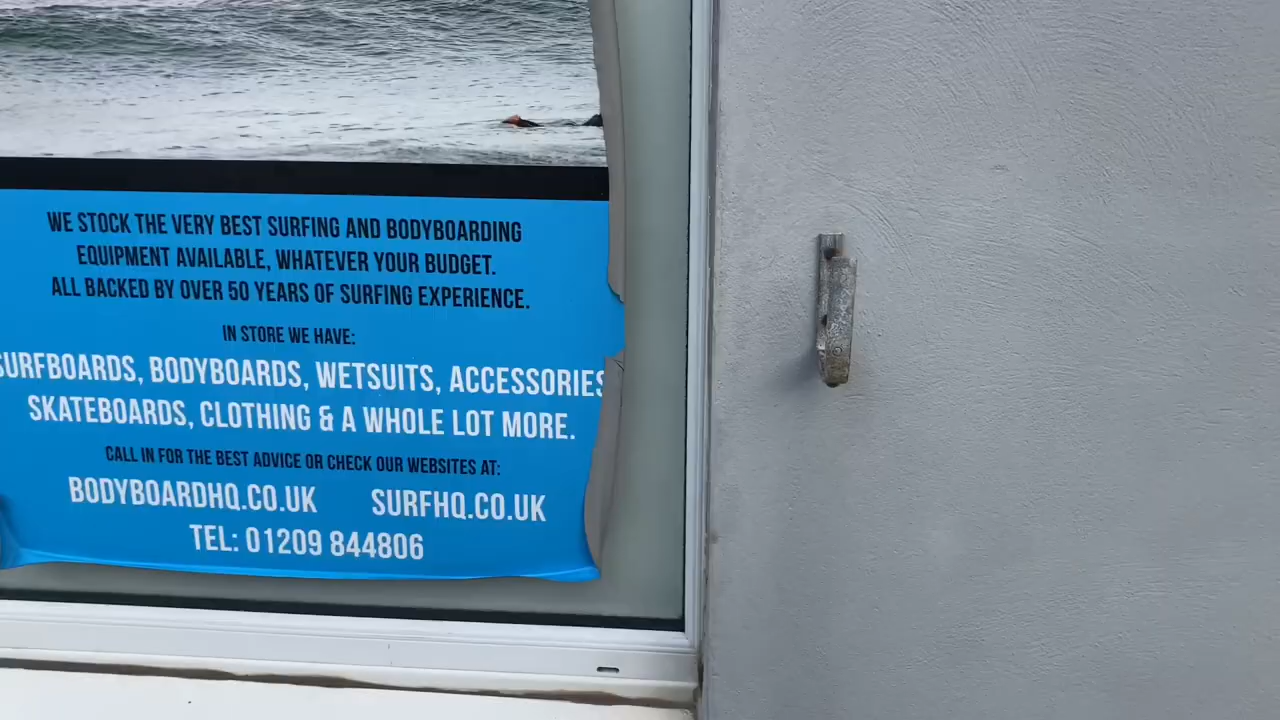 WE STOCK THE VERY BEST SURFING AND BODYBOARDING
EQUIPMENT AVAILABLE, WHATEVER YOUR BUDGET.
ALL BACKED BY OVER 50 YEARS OF SURFING EXPERIENCE.
IN STORE WE HAVE:
SURFBOARDS, BODYBOARDS, WETSUITS, ACCESSORIES
SKATEBOARDS, CLOTHING & A WHOLE LOT MORE.
CALL IN FOR THE BEST ADVICE OR CHECK OUR WEBSITES AT:
BODYBOARDHQ.CO.UK SURFHQ.CO.UK
TEL: 01209 844806